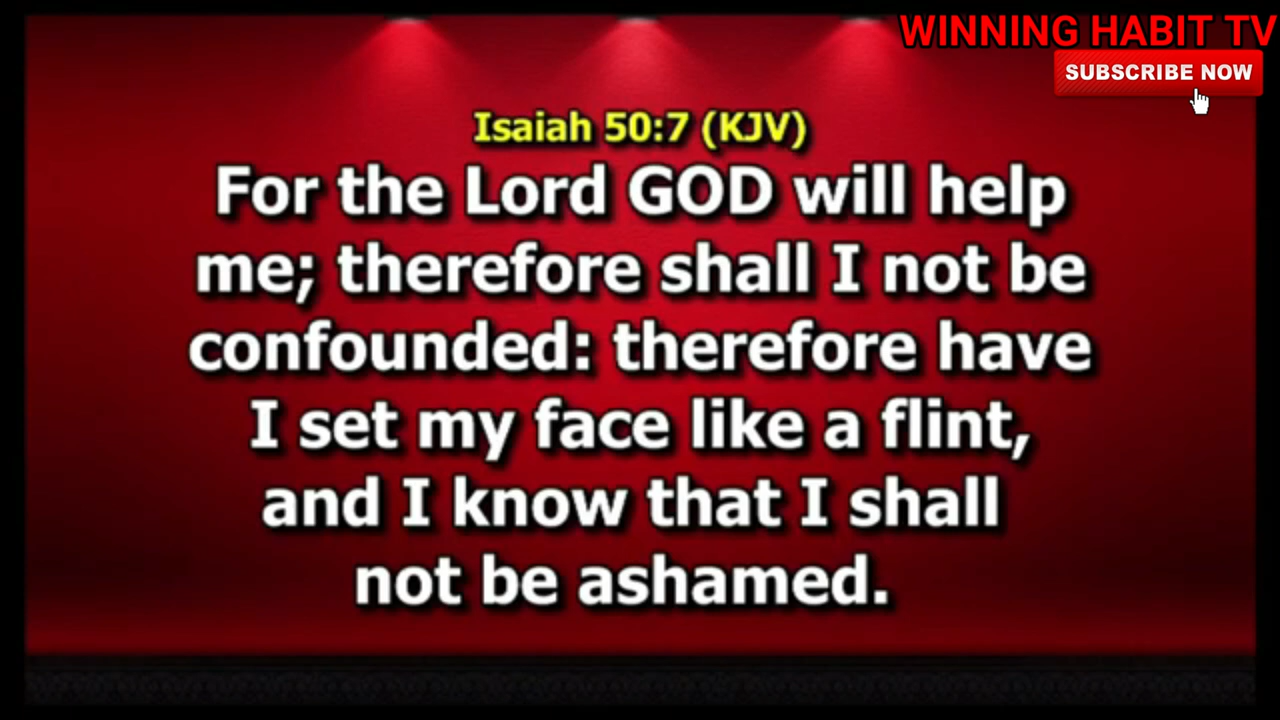 WINNING HABIT TV
SUBSCRIBE NOW
Isaiah 50:7 (KJV)
For the Lord GOD will help
me; therefore shall I not be
confounded: therefore have
I set my face like a flint,
and I know that I shall
not be ashamed.